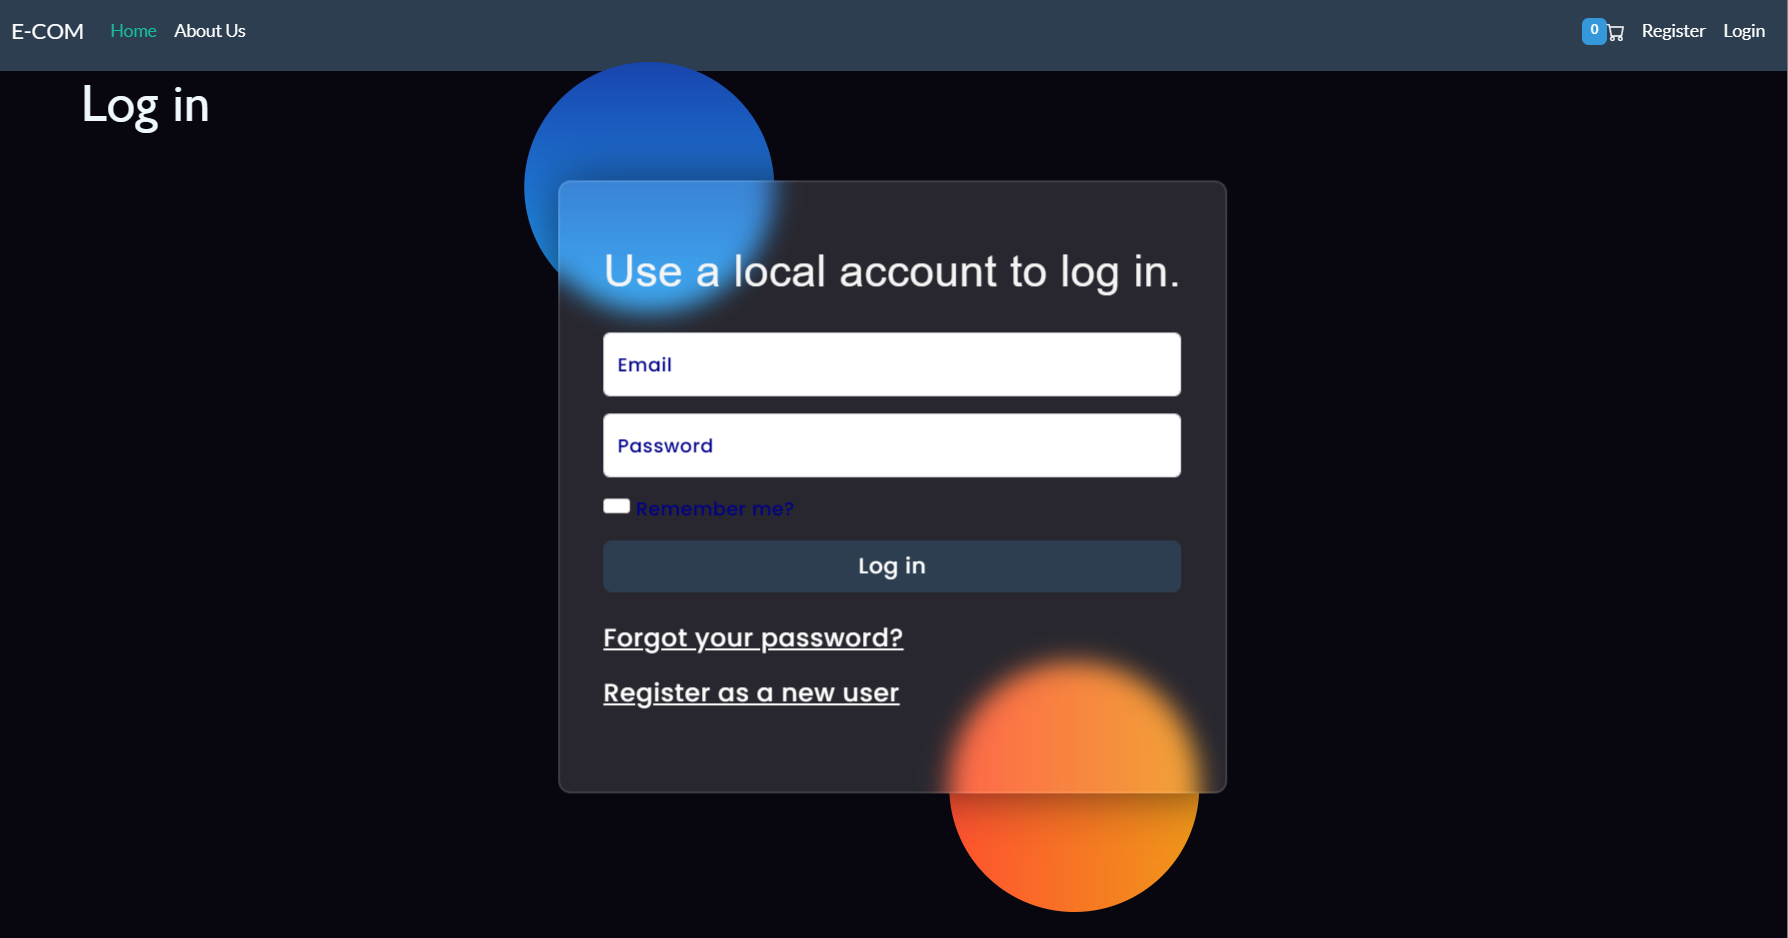 E-COM Home About Us 0 Register Login
Log in
Use a local account to log in.
Email
Password
Remember me?
Log in
Forgot your password?
Register as a new user